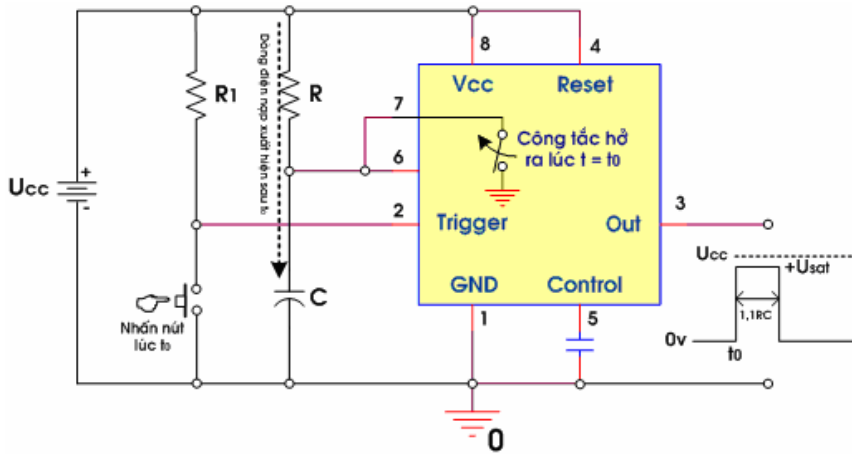 8
4
Vcc
Reset
R1
R
Dòng điện nạp xuất hiện sau t₀
7
Công tắc hở
ra lúc t = t₀
6
Ucc
+
-
2
Trigger
Out
3
Ucc
+Usat
C
GND
Control
1,1RC
Nhấn nút
lúc t₀
1
5
0v
t₀
0